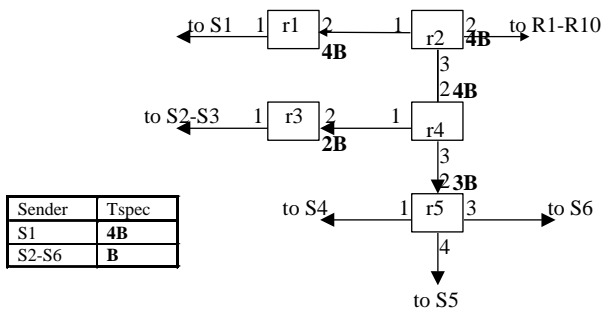 to S1 1 r1 2 1 r2 2 to R1-R10
4B 4B
3
2 4B
to S2-S3 1 r3 2 1 r4
2B
3
2 3B
to S4 1 r5 3 to S6
4
to S5
Sender Tspec
S1 4B
S2-S6 B